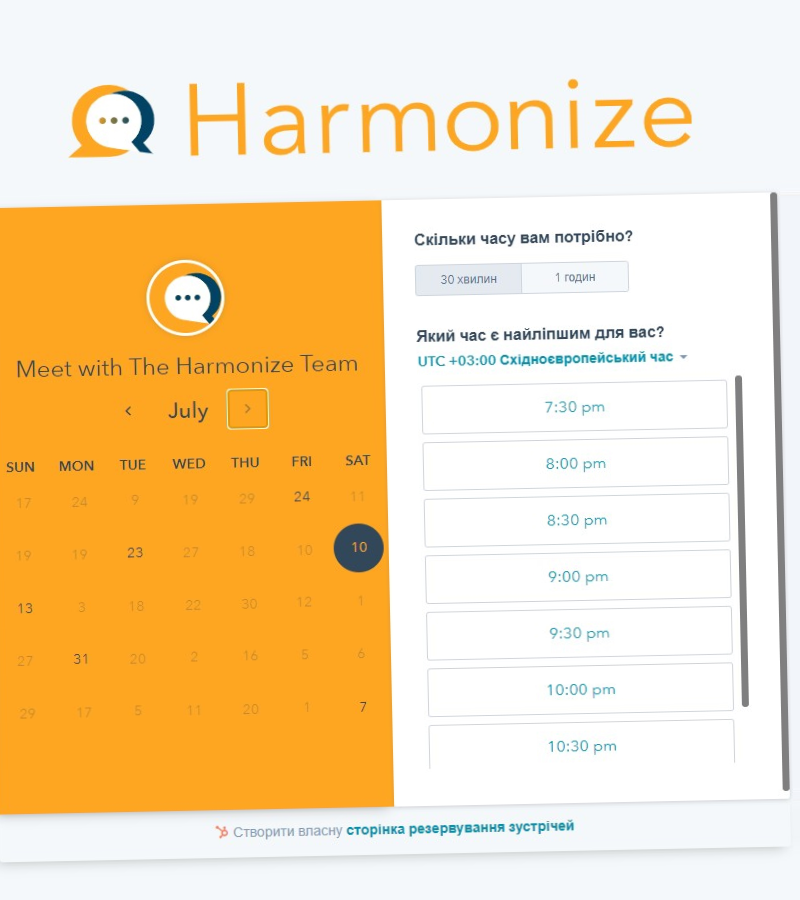 Harmonize
Meet with The Harmonize Team
July
SUN MON TUE WED THU FRI SAT
17 24 9 19 29 24 11
19 19 23 27 18 10 10
13 3 18 22 30 12 1
27 31 20 2 16 5 6
29 17 5 11 20 1 7
Скільки часу вам потрібно?
30 хвилин 1 годин
Який час є найліпшим для вас?
UTC +03:00 Східноєвропейський час
7:30 pm
8:00 pm
8:30 pm
9:00 pm
9:30 pm
10:00 pm
10:30 pm
Створити власну сторінка резервування зустрічей